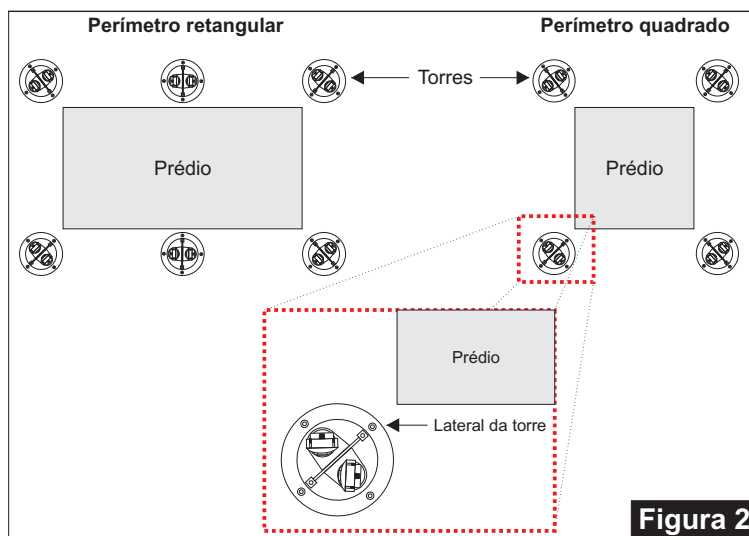 Perímetro retangular
Perímetro quadrado
Torres
Prédio
Prédio
Prédio
Lateral da torre
Figura 2